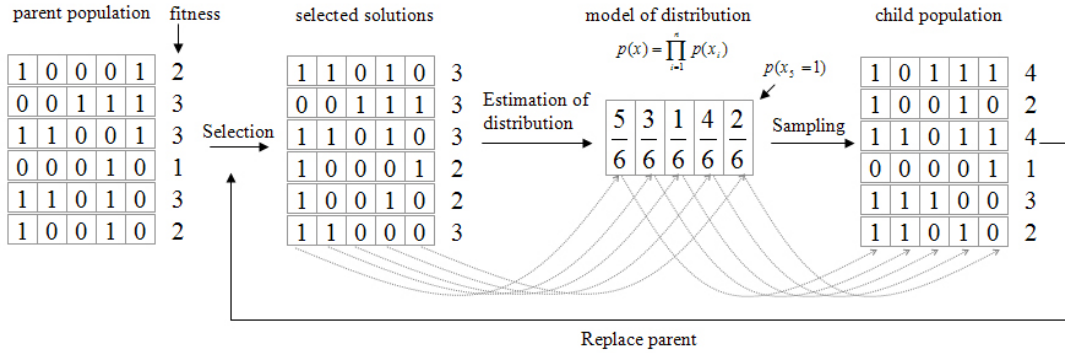 parent population
fitness
selected solutions
model of distribution
child population
p(x) = ∏ᵢ₌₁ⁿ p(xᵢ)
p(x₅ =1)
1 0 0 0 1 2
0 0 1 1 1 3
1 1 0 0 1 3
0 0 0 1 0 1
1 1 0 1 0 3
1 0 0 1 0 2
Selection
1 1 0 1 0 3
0 0 1 1 1 3
1 1 0 1 0 3
1 0 0 0 1 2
1 0 0 1 0 2
1 1 0 0 0 3
Estimation of
distribution
5/6 3/6 1/6 4/6 2/6
Sampling
1 0 1 1 1 4
1 0 0 1 0 2
1 1 0 1 1 4
0 0 0 0 1 1
1 1 1 0 0 3
1 1 0 1 0 2
Replace parent